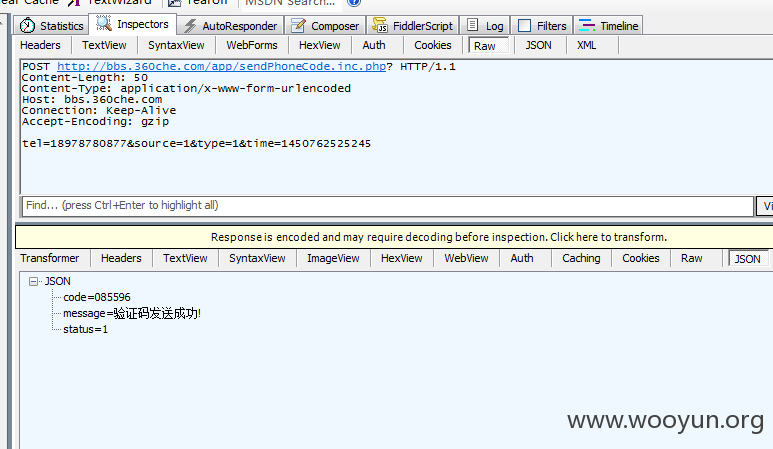 TextWizard Tearoff MSDN Search...
Statistics Inspectors AutoResponder Composer FiddlerScript Log Filters Timeline
Headers TextView SyntaxView WebForms HexView Auth Cookies Raw JSON XML
POST http://bbs.360che.com/app/sendPhoneCode.inc.php? HTTP/1.1
Content-Length: 50
Content-Type: application/x-www-form-urlencoded
Host: bbs.360che.com
Connection: Keep-Alive
Accept-Encoding: gzip
tel=18978780877&source=1&type=1&time=1450762525245
Find... (press Ctrl+Enter to highlight all)
Response is encoded and may require decoding before inspection. Click here to transform.
Transformer Headers TextView SyntaxView ImageView HexView WebView Auth Caching Cookies Raw JSON
JSON
code=085596
message=验证码发送成功!
status=1
www.wooyun.org